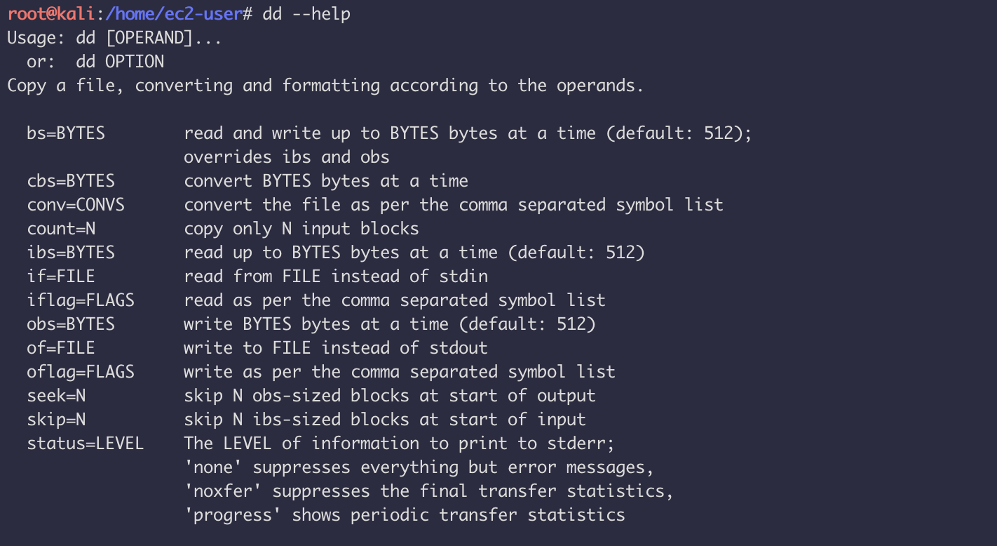 root@kali:/home/ec2-user# dd --help
Usage: dd [OPERAND]...
  or:  dd OPTION
Copy a file, converting and formatting according to the operands.

  bs=BYTES        read and write up to BYTES bytes at a time (default: 512);
                  overrides ibs and obs
  cbs=BYTES       convert BYTES bytes at a time
  conv=CONVS      convert the file as per the comma separated symbol list
  count=N         copy only N input blocks
  ibs=BYTES       read up to BYTES bytes at a time (default: 512)
  if=FILE         read from FILE instead of stdin
  iflag=FLAGS     read as per the comma separated symbol list
  obs=BYTES       write BYTES bytes at a time (default: 512)
  of=FILE         write to FILE instead of stdout
  oflag=FLAGS     write as per the comma separated symbol list
  seek=N          skip N obs-sized blocks at start of output
  skip=N          skip N ibs-sized blocks at start of input
  status=LEVEL    The LEVEL of information to print to stderr;
                  'none' suppresses everything but error messages,
                  'noxfer' suppresses the final transfer statistics,
                  'progress' shows periodic transfer statistics